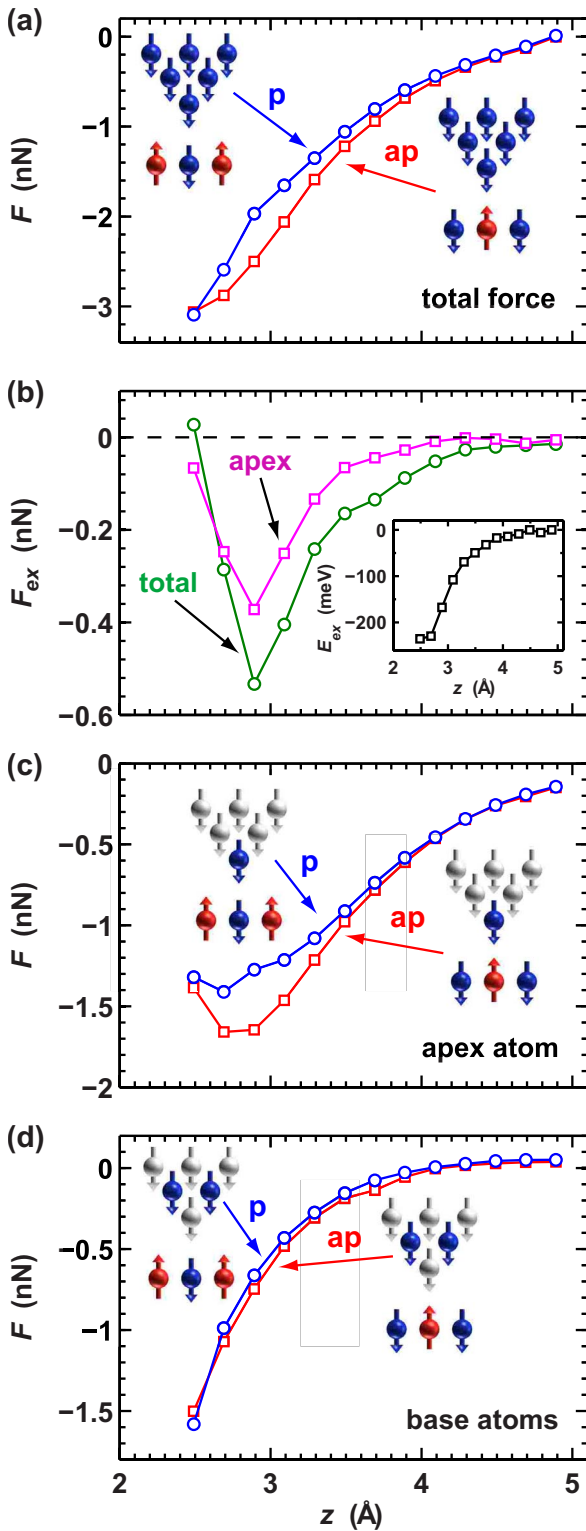 (a)
0
−1
−2
−3
F (nN)
p
ap
total force
(b)
0
−0.2
−0.4
−0.6
F_ex (nN)
apex
total
0
−100
−200
E_ex (meV)
2 3 4 5
z (Å)
(c)
0
−0.5
−1
−1.5
−2
F (nN)
p
ap
apex atom
(d)
0
−0.5
−1
−1.5
F (nN)
p
ap
base atoms
2 3 4 5
z (Å)